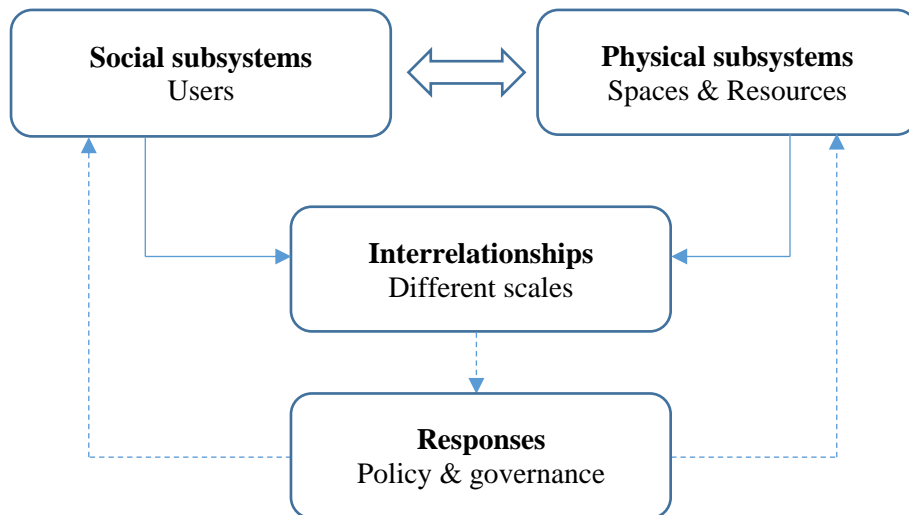 Social subsystems
Users
Physical subsystems
Spaces & Resources
Interrelationships
Different scales
Responses
Policy & governance